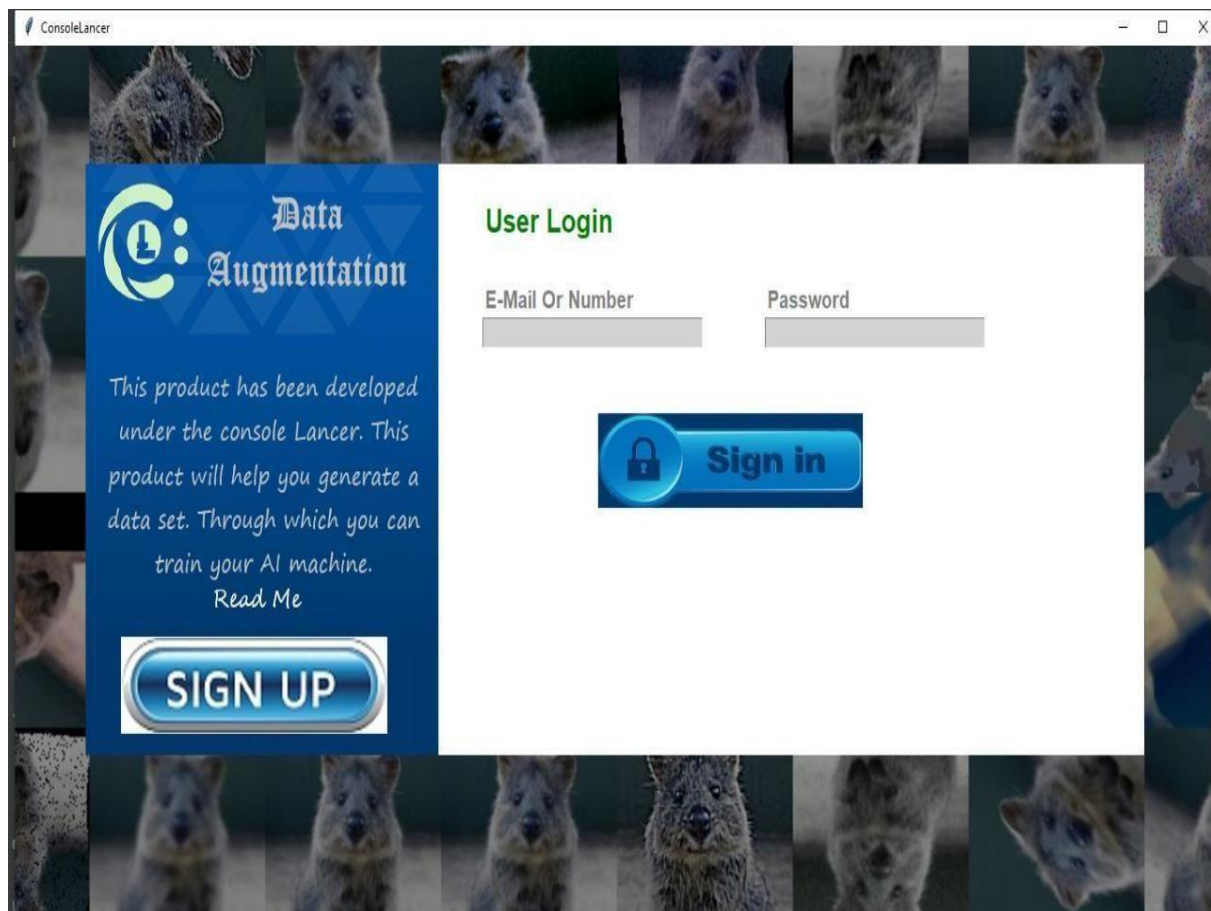 ConsoleLancer
Data
Augmentation
This product has been developed
under the console Lancer. This
product will help you generate a
data set. Through which you can
train your AI machine.
Read Me
SIGN UP
User Login
E-Mail Or Number
Password
Sign in